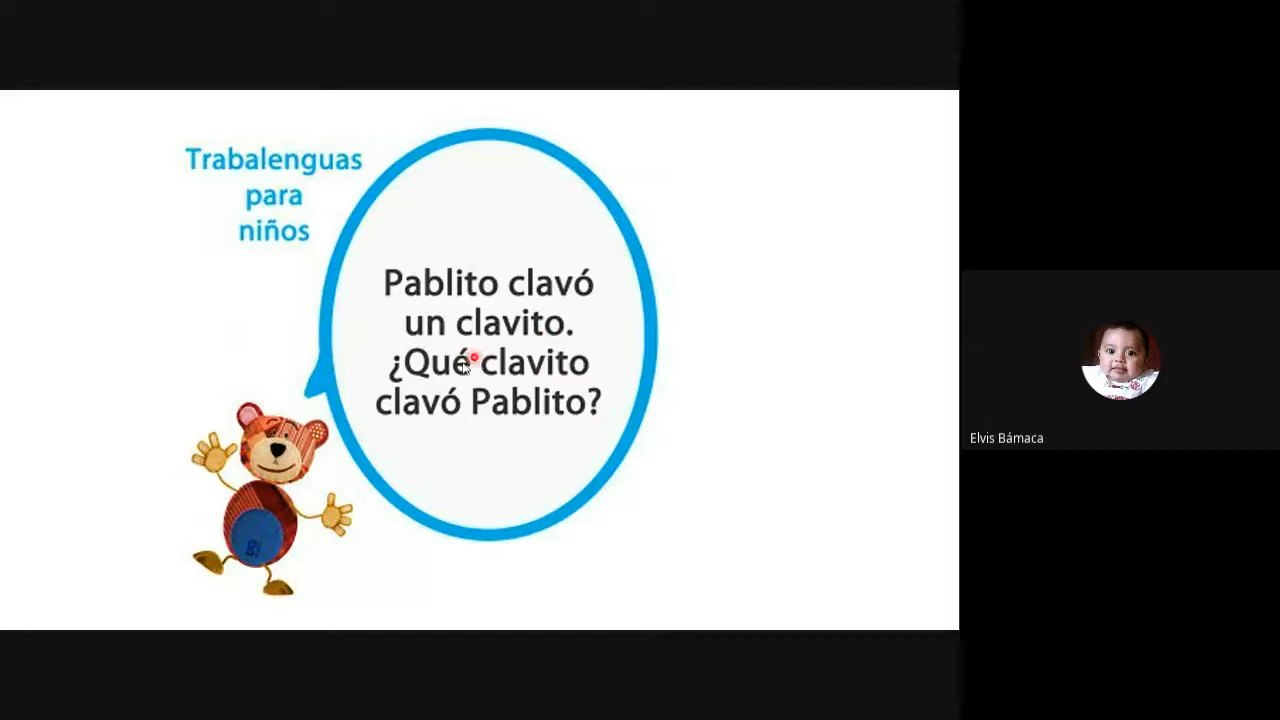 Trabalenguas
para
niños
Pablito clavó
un clavito.
¿Qué clavito
clavó Pablito?
Elvis Bámaca